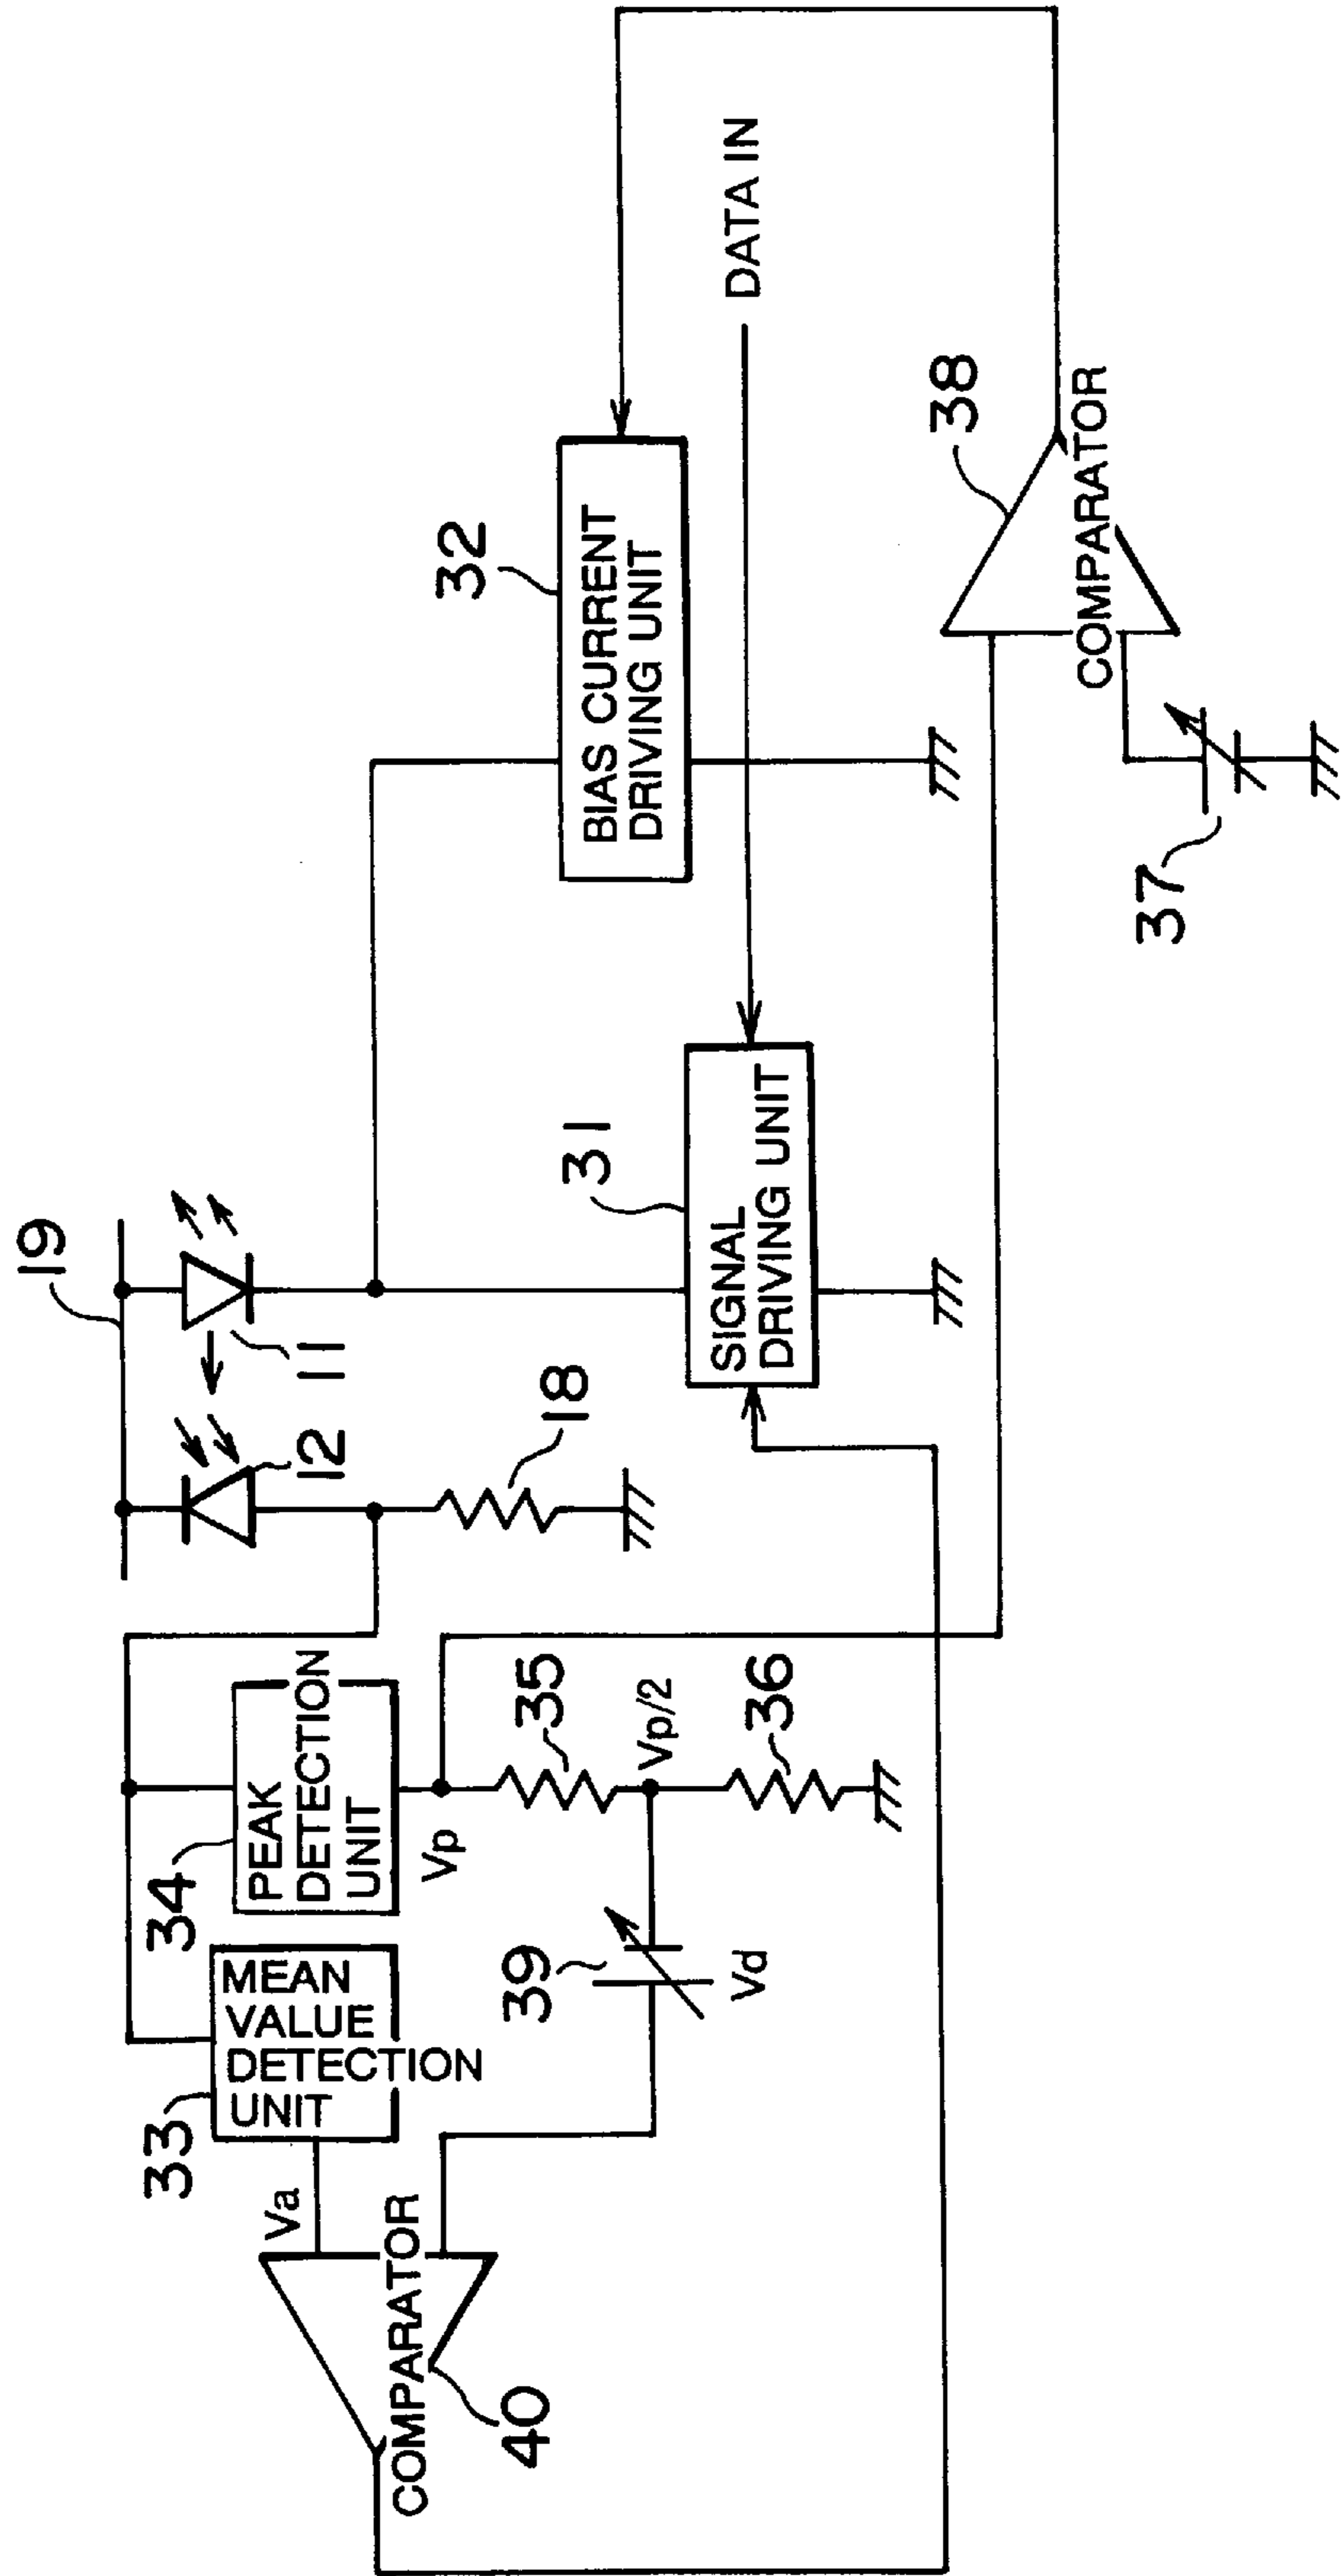 19
12
11
34
PEAK
DETECTION
UNIT
33
MEAN
VALUE
DETECTION
UNIT
Va
COMPARATOR
40
Vp
35
Vp/2
36
39
Vd
18
31
SIGNAL
DRIVING UNIT
32
BIAS CURRENT
DRIVING UNIT
DATA IN
38
COMPARATOR
37